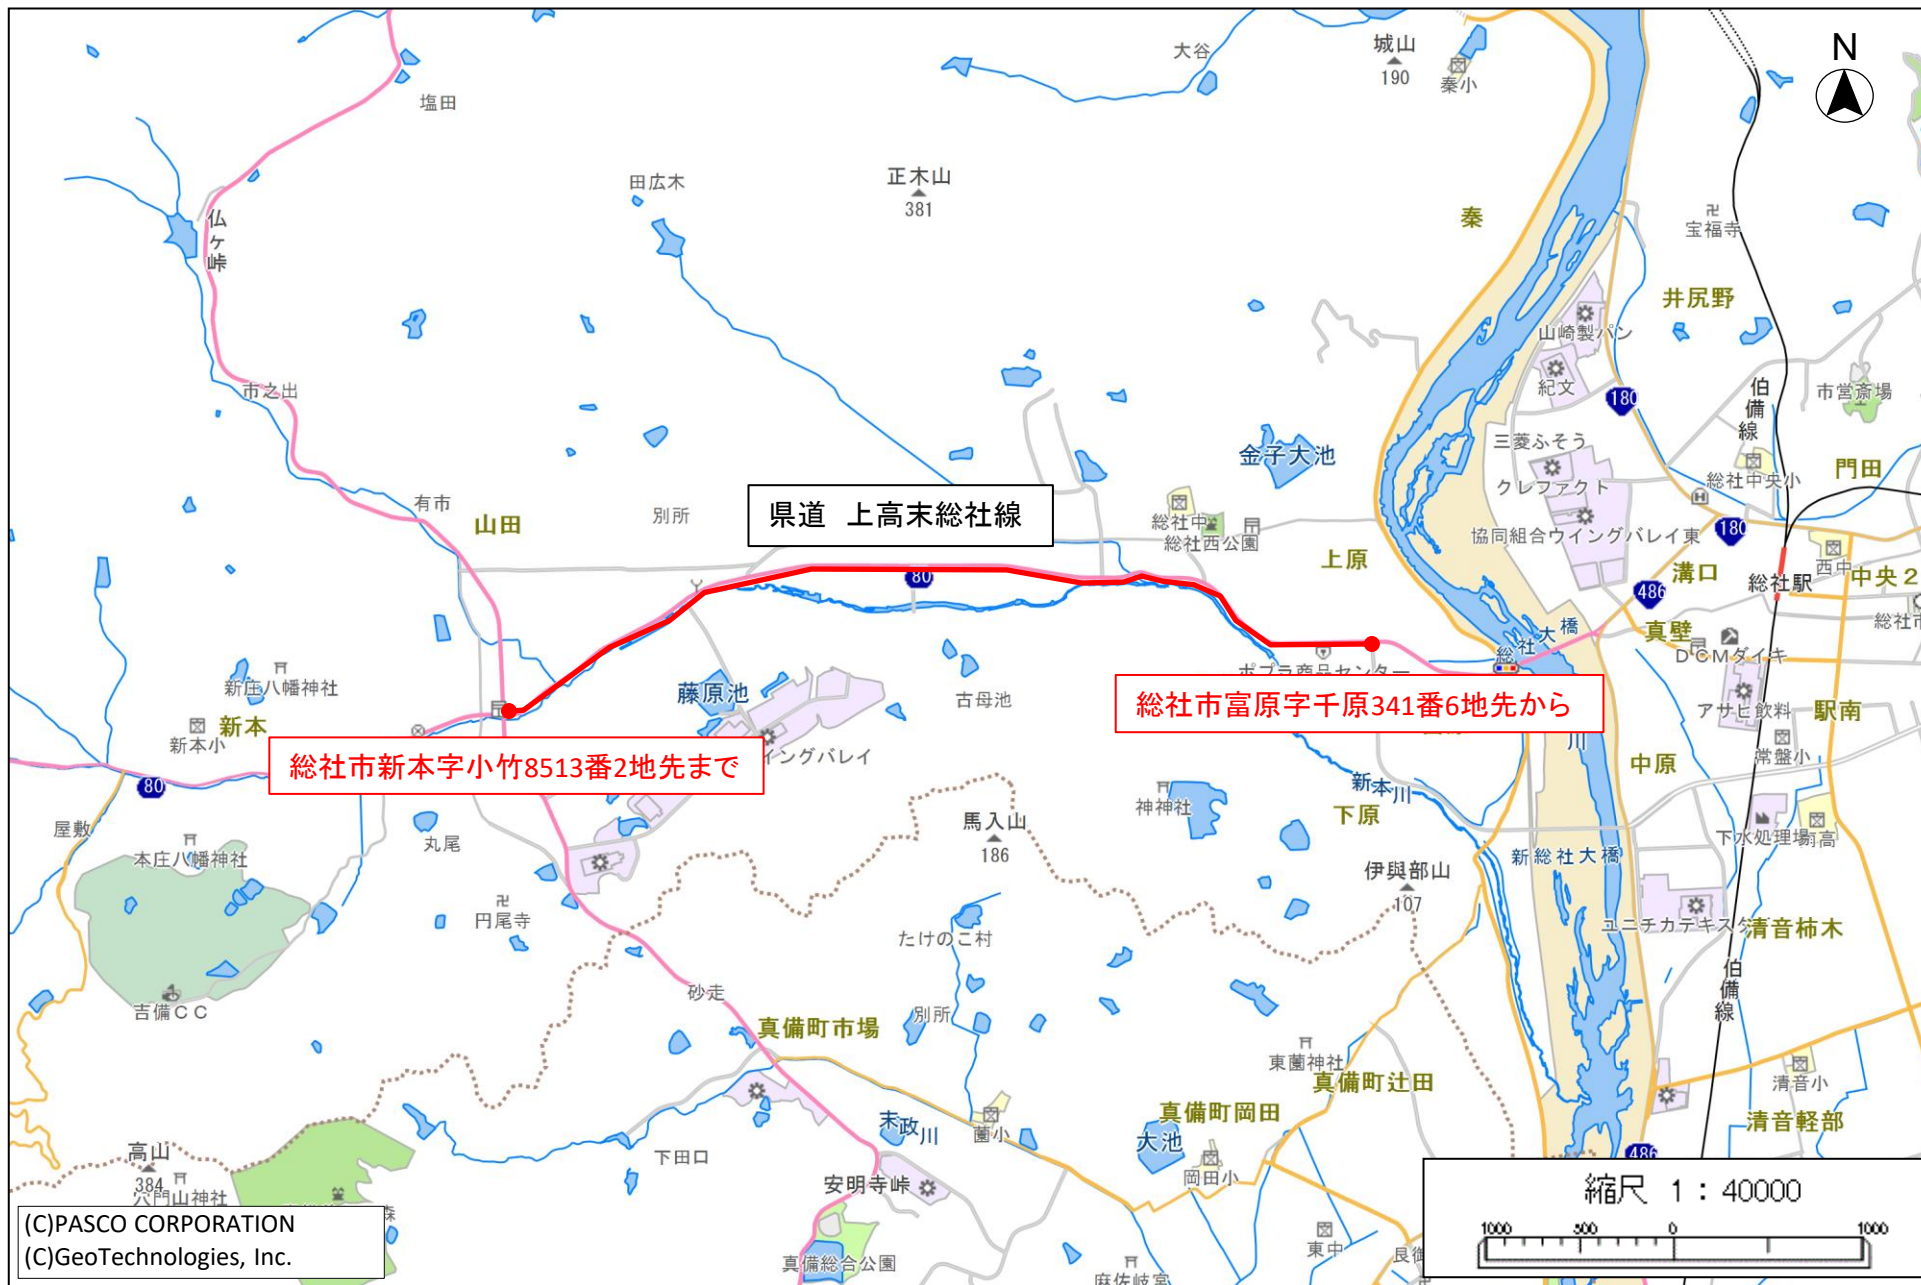 城山
190
秦小
大谷
N
塩田
田広木
正木山
381
秦
宝福寺
仏ヶ峠
井尻野
山崎製パン
紀文
180
伯備線
市営斎場
市之出
金子大池
三菱ふそう
クレファクト
総社中央小
門田
有市
山田
別所
県道 上高末総社線
総社中
総社西公園
上原
協同組合ウイングバレイ東
180
西中
溝口
総社駅
中央2
80
486
総社大橋
真壁
DCMダイキ
新庄八幡神社
藤原池
古母池
ポプラ商品センター
総社市富原字千原341番6地先から
アサヒ飲料
駅南
新本
新本小
総社市新本字小竹8513番2地先まで
イングバレイ
川
中原
常盤小
80
新本川
神神社
下原
屋敷
丸尾
馬入山
186
下水処理場
本庄八幡神社
新総社大橋
伊與部山
107
円尾寺
たけのこ村
ユニチカテキスタ
清音柿木
伯備線
砂走
吉備CC
別所
真備町市場
東薗神社
真備町辻田
清音小
真備町岡田
末政川
薗小
大池
清音軽部
高山
384
穴門山神社
下田口
岡田小
486
安明寺峠
縮尺 1:40000
1000 500 0 1000
森
(C)PASCO CORPORATION
(C)GeoTechnologies, Inc.
真備総合公園
東中
麻佐岐宮